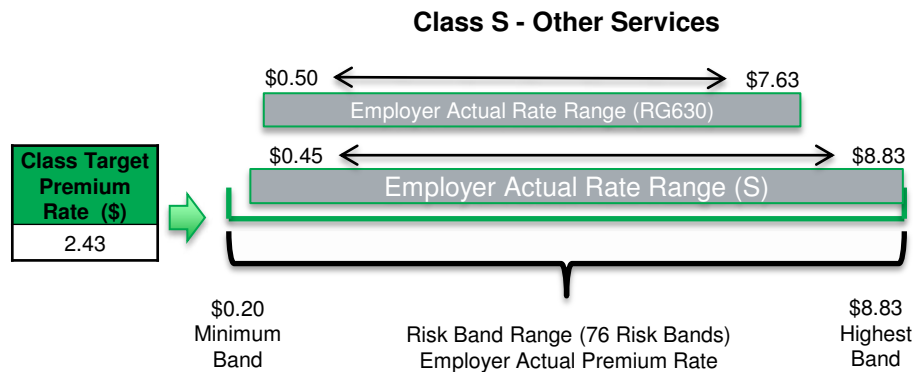 Class S - Other Services
$0.50 $7.63
Employer Actual Rate Range (RG630)
$0.45 $8.83
Employer Actual Rate Range (S)
Class Target
Premium
Rate ($)
2.43
$0.20
Minimum
Band
Risk Band Range (76 Risk Bands)
Employer Actual Premium Rate
$8.83
Highest
Band